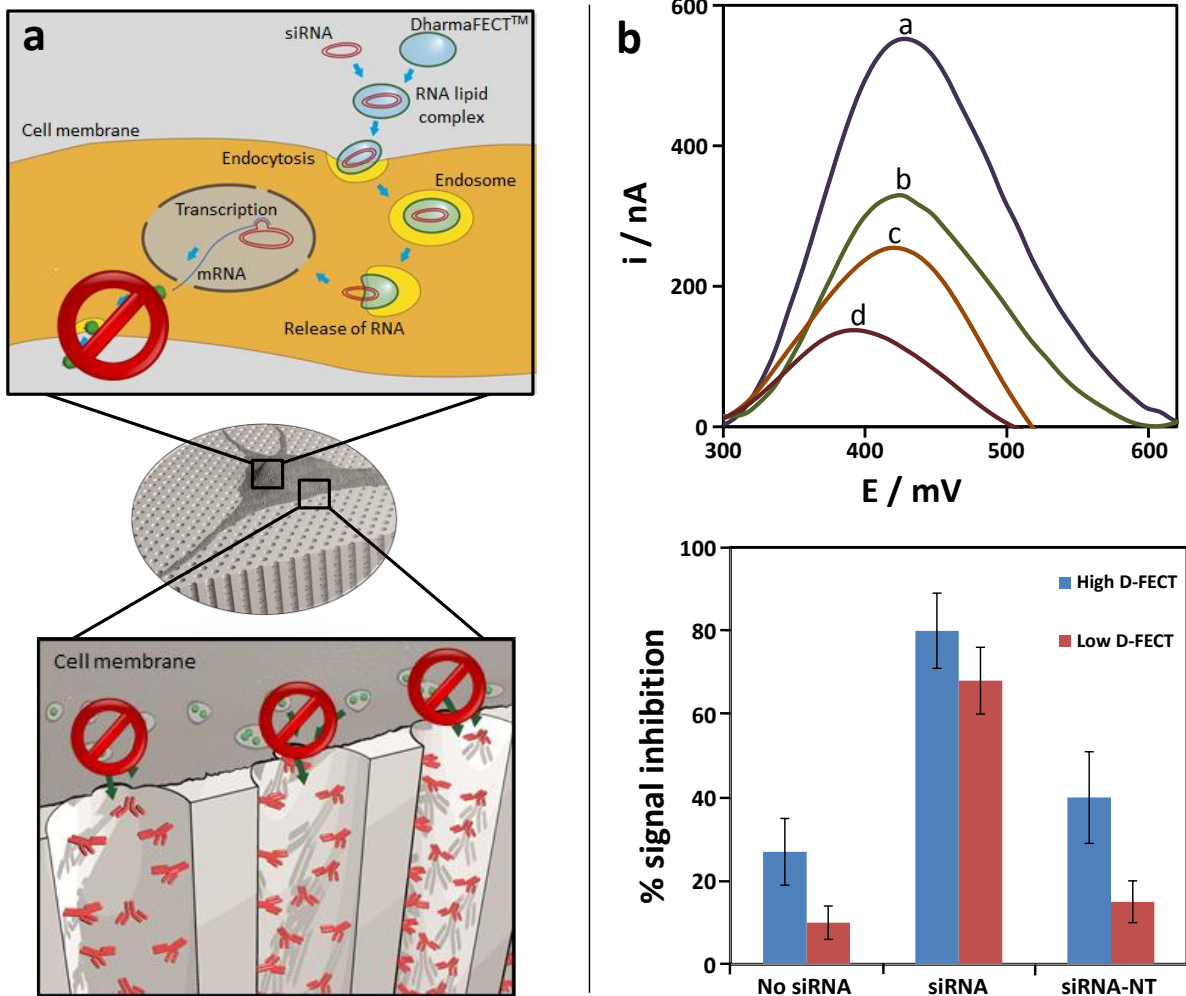 a
siRNA
DharmaFECT™
RNA lipid
complex
Cell membrane
Endocytosis
Endosome
Transcription
mRNA
Release of RNA
Cell membrane
b
600
400
200
0
i / nA
a
b
c
d
300
400
500
600
E / mV
100
80
60
40
20
0
% signal inhibition
High D-FECT
Low D-FECT
No siRNA
siRNA
siRNA-NT